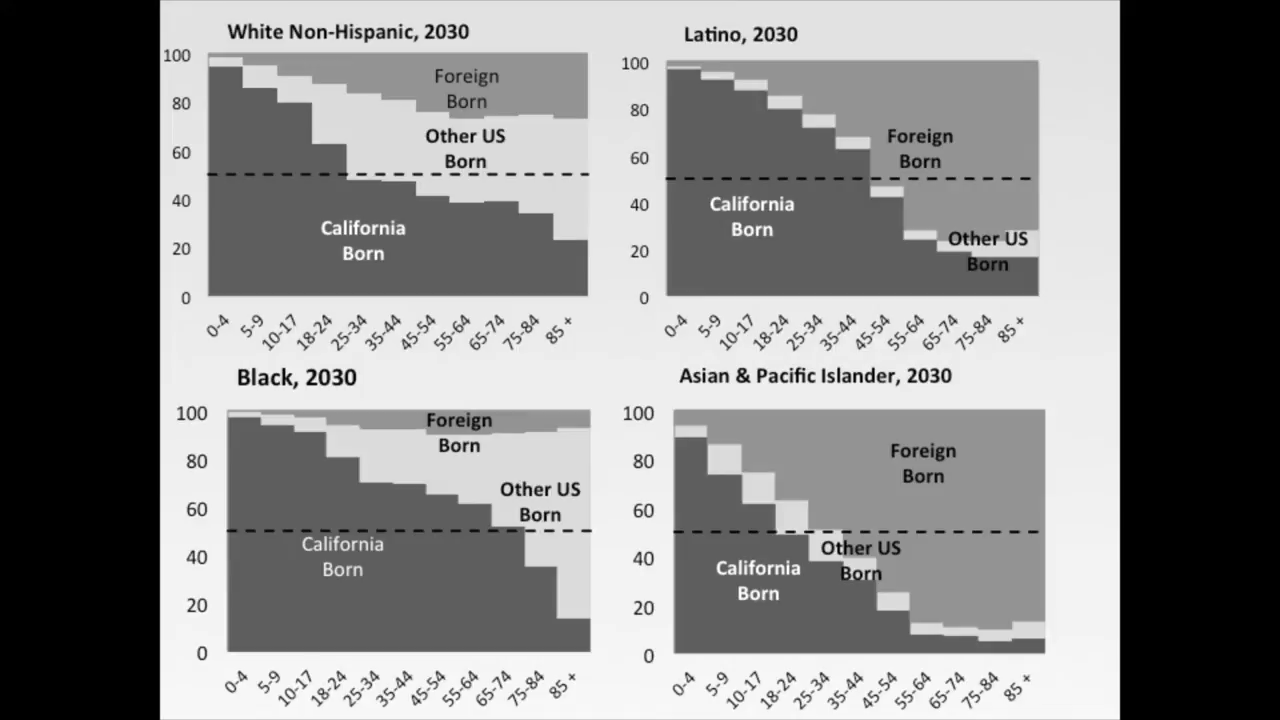 White Non-Hispanic, 2030
100
80
60
40
20
0
Foreign
Born
Other US
Born
California
Born
0-4
5-9
10-17
18-24
25-34
35-44
45-54
55-64
65-74
75-84
85 +
Latino, 2030
100
80
60
40
20
0
Foreign
Born
California
Born
Other US
Born
0-4
5-9
10-17
18-24
25-34
35-44
45-54
55-64
65-74
75-84
85 +
Black, 2030
100
80
60
40
20
0
Foreign
Born
Other US
Born
California
Born
0-4
5-9
10-17
18-24
25-34
35-44
45-54
55-64
65-74
75-84
85 +
Asian & Pacific Islander, 2030
100
80
60
40
20
0
Foreign
Born
Other US
Born
California
Born
0-4
5-9
10-17
18-24
25-34
35-44
45-54
55-64
65-74
75-84
85 +